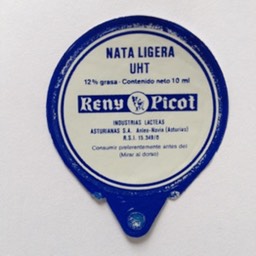 NATA LIGERA
UHT
12% grasa - Contenido neto 10 ml
Reny Picot
INDUSTRIAS LACTEAS
ASTURIANAS S.A. Anleo-Navia (Asturias)
R.S.I. 15.349/0
Consumir preferentemente antes del
(Mirar al dorso)